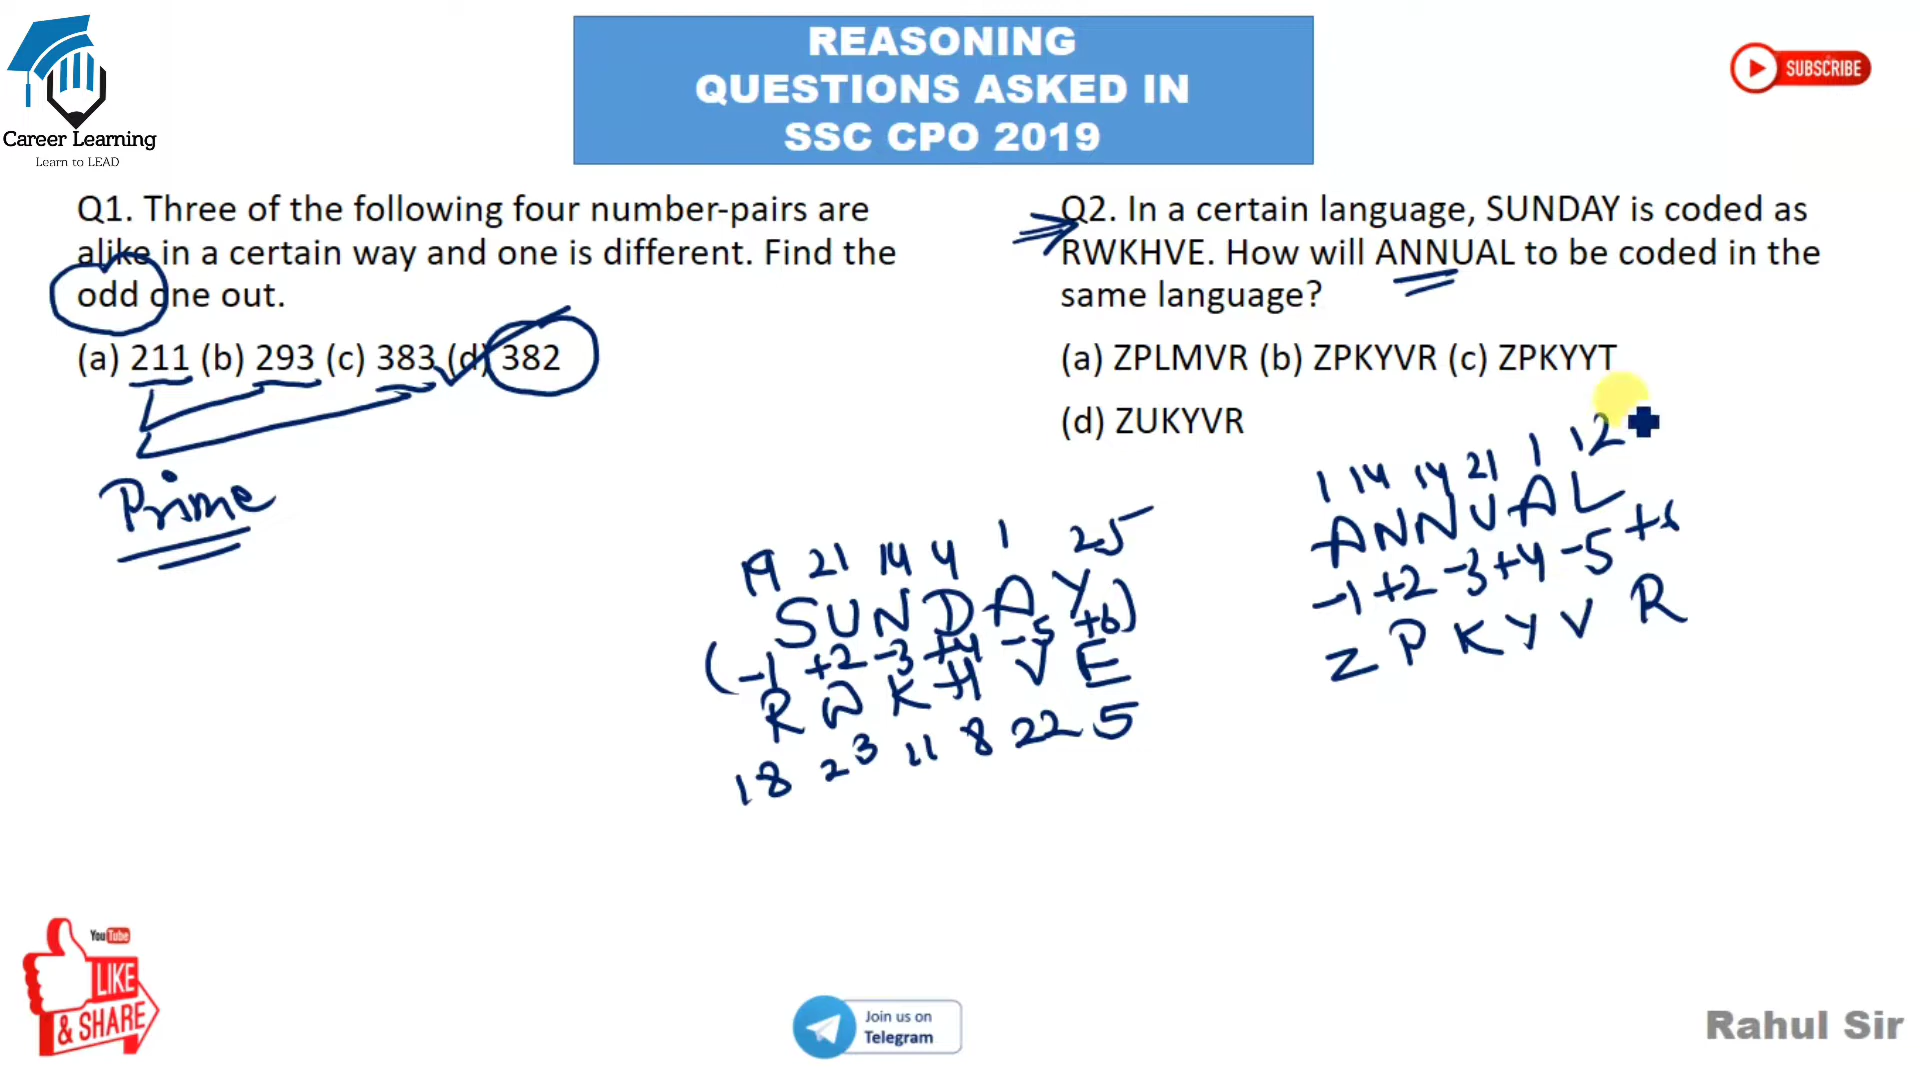 REASONING
QUESTIONS ASKED IN
SSC CPO 2019
Career Learning
Learn to LEAD
SUBSCRIBE
Q1. Three of the following four number-pairs are
alike in a certain way and one is different. Find the
odd one out.
(a) 211 (b) 293 (c) 383 (d) 382
Prime
Q2. In a certain language, SUNDAY is coded as
RWKHVE. How will ANNUAL to be coded in the
same language?
(a) ZPLMVR (b) ZPKYVR (c) ZPKYYT
(d) ZUKYVR
19 21 14 4 1 25
SUNDAY
(-1 +2 -3 +4 -5 +6)
R W K H V E
18 23 11 8 22 5
1 14 14 21 1 12
ANNUAL
-1 +2 -3 +4 -5 +6
Z P K Y V R
YouTube
LIKE
& SHARE
Join us on
Telegram
Rahul Sir